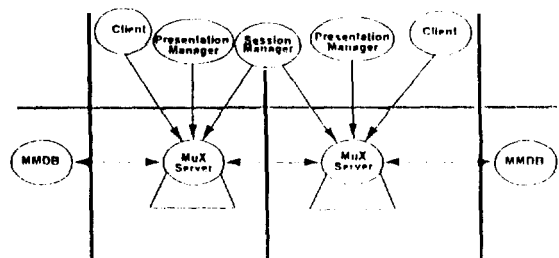 Client
Presentation
Manager
Session
Manager
Presentation
Manager
Client
MMDB
MuX
Server
MuX
Server
MMDB